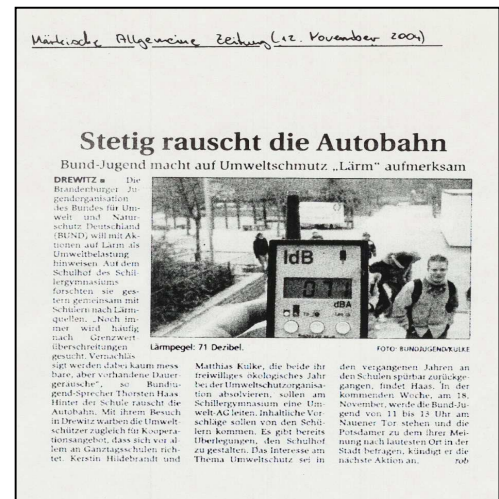 Märkische Allgemeine Zeitung (12. November 2004)
Stetig rauscht die Autobahn
Bund-Jugend macht auf Umweltschmutz „Lärm“ aufmerksam
DREWITZ ■ Die
Brandenburger Ju-
gendorganisation
des Bundes für Um-
welt und Natur-
schutz Deutschland
(BUND) will mit Ak-
tionen auf Lärm als
Umweltbelastung
hinweisen. Auf dem
Schulhof des Schil-
lergymnasiums
forschten sie ges-
tern gemeinsam mit
Schülern nach Lärm-
quellen. „Noch im-
mer wird häufig
nach Grenzwert
überschreitungen
gesucht. Vernachläs
sigt werden dabei kaum mess
bare, aber vorhandene Dauer-
geräusche“, so Bundju-
gend-Sprecher Thorsten Haas
Hinter der Schule rauscht die
Autobahn. Mit ihrem Besuch
in Drewitz warben die Umwelt-
schützer zugleich für Koopera-
tionsangebot, dass sich vor al-
lem an Ganztagsschulen rich-
tet. Kerstin Hildebrandt und
IdB
071
dBA
Lärmpegel: 71 Dezibel.
FOTO: BUNDJUGEND/KULKE
Matthias Kulke, die beide ihr
freiwilliges ökologisches Jahr
bei der Umweltschutzorganisa-
tion absolvieren, sollen am
Schillergymnasium eine Um-
welt-AG leiten. Inhaltliche Vor-
schläge sollen von den Schü-
lern kommen. Es gibt bereits
Überlegungen, den Schulhof
zu gestalten. Das Interesse am
Thema Umweltschutz sei in
den vergangenen Jahren an
den Schulen spürbar zurückge-
gangen, findet Haas. In der
kommenden Woche, am 18.
November, werde die Bund-Ju-
gend von 11 bis 13 Uhr am
Nauener Tor stehen und die
Potsdamer zu dem ihrer Mei-
nung nach lautesten Ort in der
Stadt befragen, kündigt er die
nächste Aktion an. rob